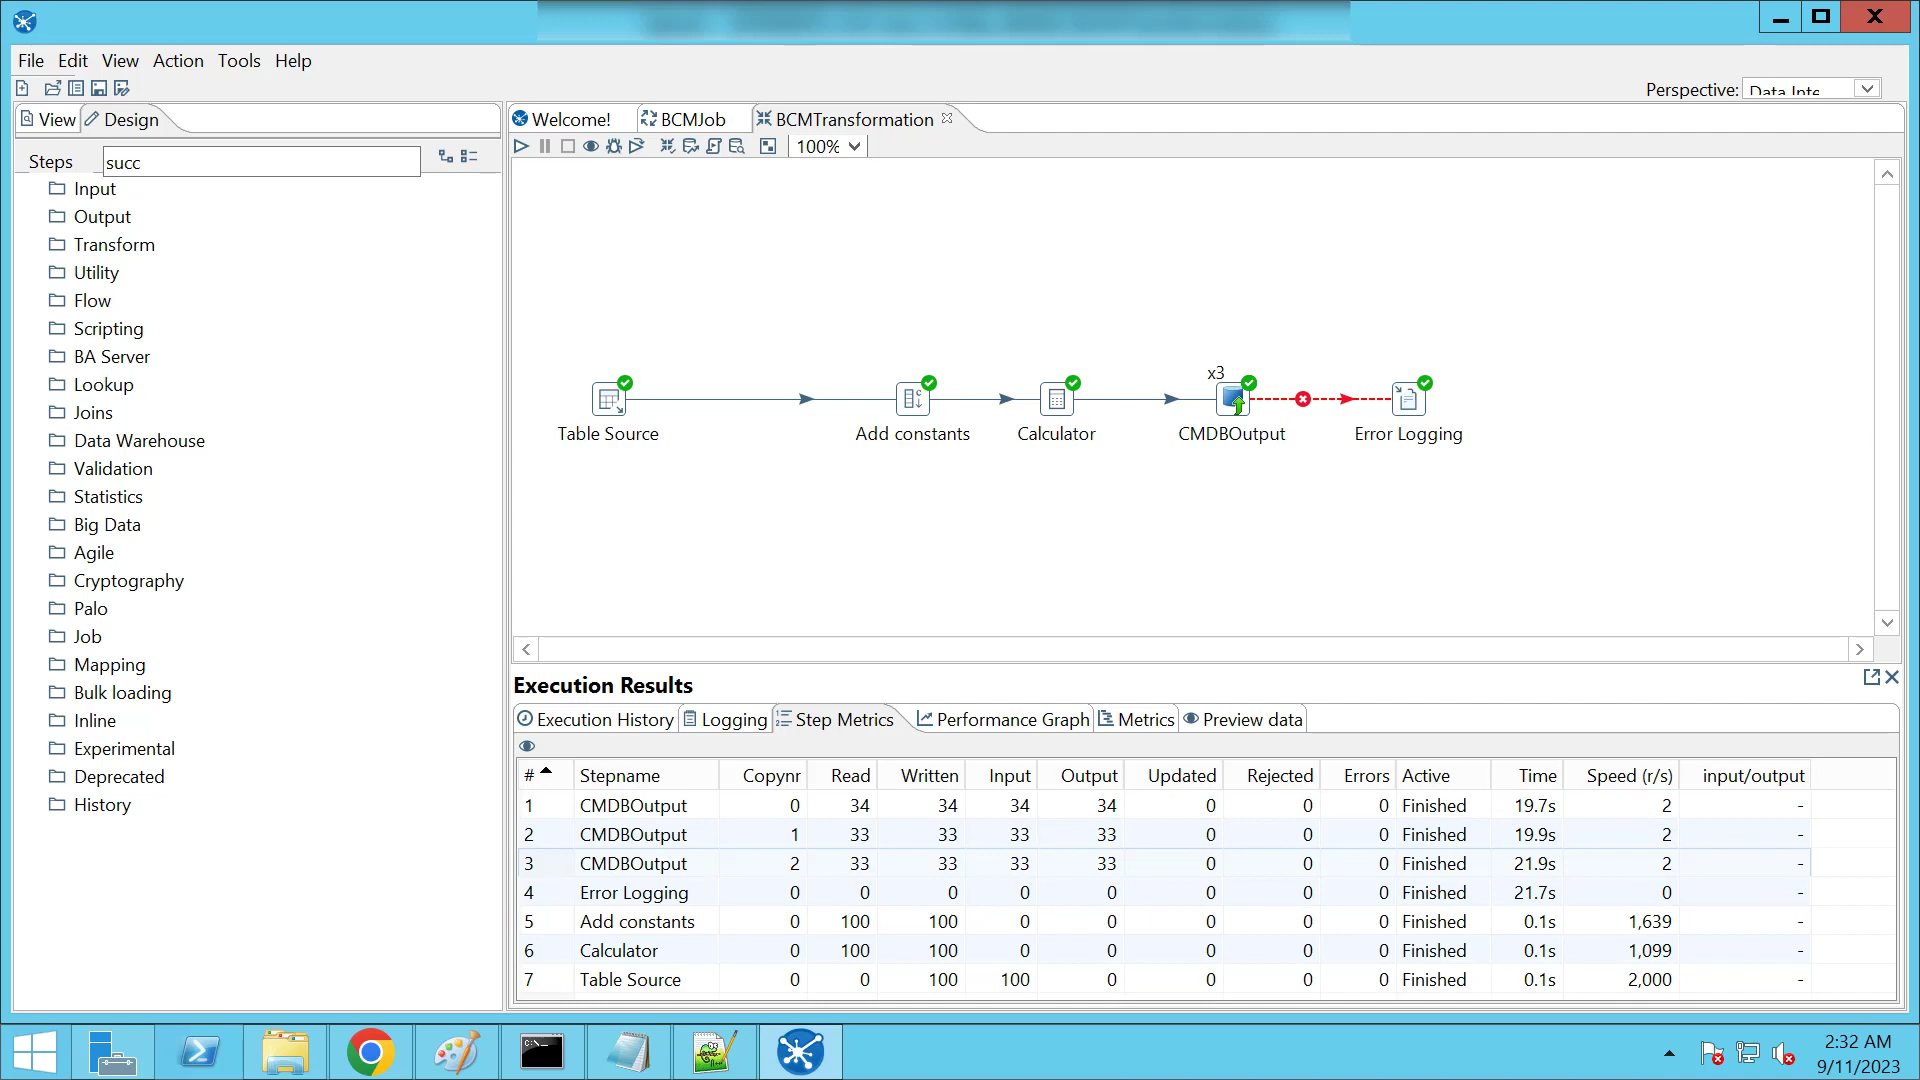 File Edit View Action Tools Help
Perspective: Data Inte
View Design
Welcome! BCMJob BCMTransformation
Steps succ
100%
Input
Output
Transform
Utility
Flow
Scripting
BA Server
Lookup
Joins
Data Warehouse
Validation
Statistics
Big Data
Agile
Cryptography
Palo
Job
Mapping
Bulk loading
Inline
Experimental
Deprecated
History
x3
Table Source Add constants Calculator CMDBOutput Error Logging
Execution Results
Execution History Logging Step Metrics Performance Graph Metrics Preview data
# Stepname Copynr Read Written Input Output Updated Rejected Errors Active Time Speed (r/s) input/output
1 CMDBOutput 0 34 34 34 34 0 0 0 Finished 19.7s 2 -
2 CMDBOutput 1 33 33 33 33 0 0 0 Finished 19.9s 2 -
3 CMDBOutput 2 33 33 33 33 0 0 0 Finished 21.9s 2 -
4 Error Logging 0 0 0 0 0 0 0 0 Finished 21.7s 0 -
5 Add constants 0 100 100 0 0 0 0 0 Finished 0.1s 1,639 -
6 Calculator 0 100 100 0 0 0 0 0 Finished 0.1s 1,099 -
7 Table Source 0 0 100 100 0 0 0 0 Finished 0.1s 2,000 -
2:32 AM
9/11/2023